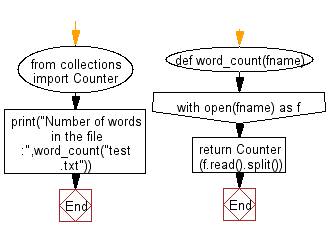 from collections
import Counter
print("Number of words
in the file
:",word_count("test
.txt"))
End
def word_count(fname)
with open(fname) as f
return Counter
(f.read().split())
End